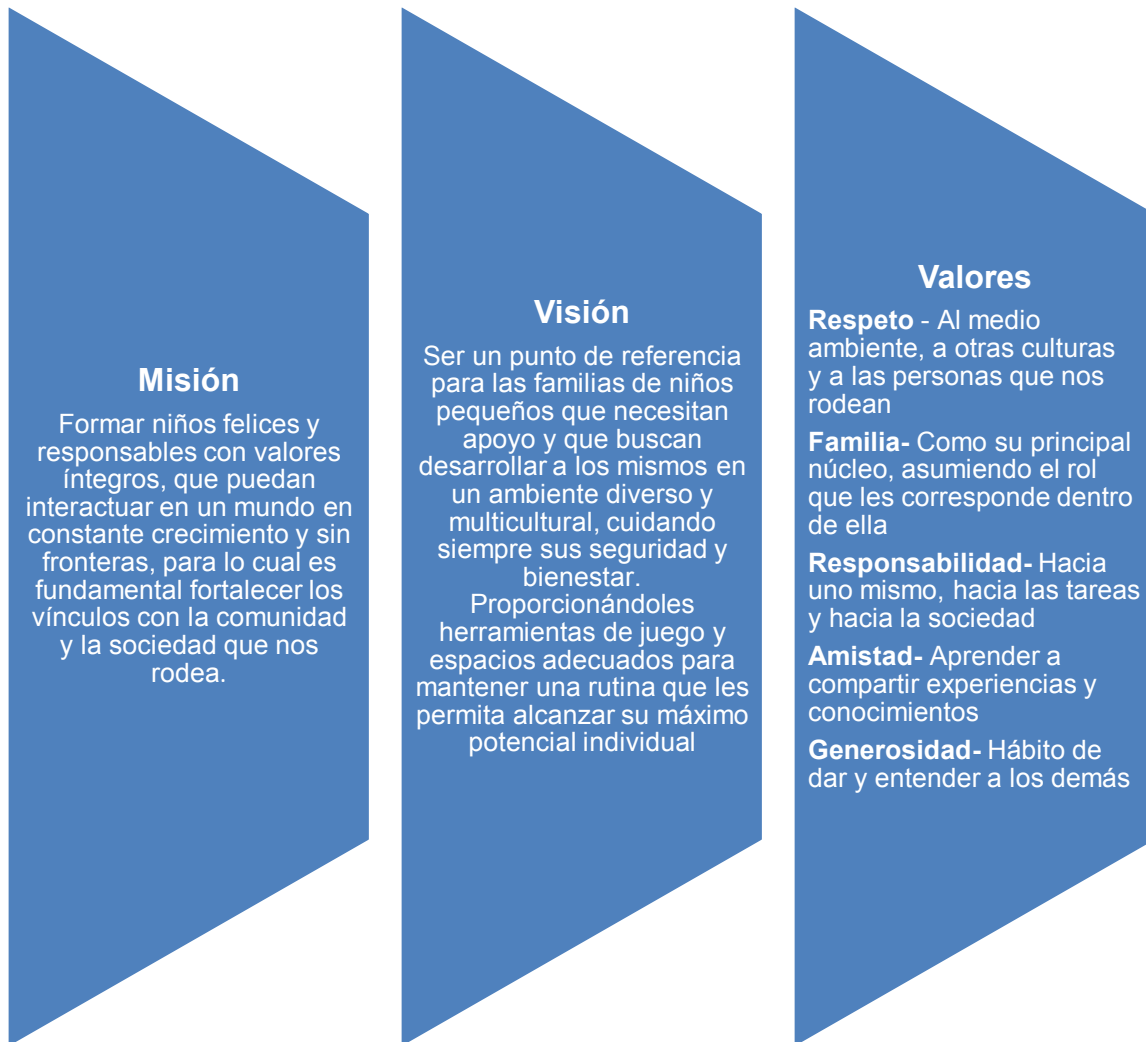 Misión
Formar niños felices y
responsables con valores
íntegros, que puedan
interactuar en un mundo en
constante crecimiento y sin
fronteras, para lo cual es
fundamental fortalecer los
vínculos con la comunidad
y la sociedad que nos
rodea.
Visión
Ser un punto de referencia
para las familias de niños
pequeños que necesitan
apoyo y que buscan
desarrollar a los mismos en
un ambiente diverso y
multicultural, cuidando
siempre sus seguridad y
bienestar.
Proporcionándoles
herramientas de juego y
espacios adecuados para
mantener una rutina que les
permita alcanzar su máximo
potencial individual
Valores
Respeto - Al medio
ambiente, a otras culturas
y a las personas que nos
rodean
Familia- Como su principal
núcleo, asumiendo el rol
que les corresponde dentro
de ella
Responsabilidad- Hacia
uno mismo, hacia las tareas
y hacia la sociedad
Amistad- Aprender a
compartir experiencias y
conocimientos
Generosidad- Hábito de
dar y entender a los demás